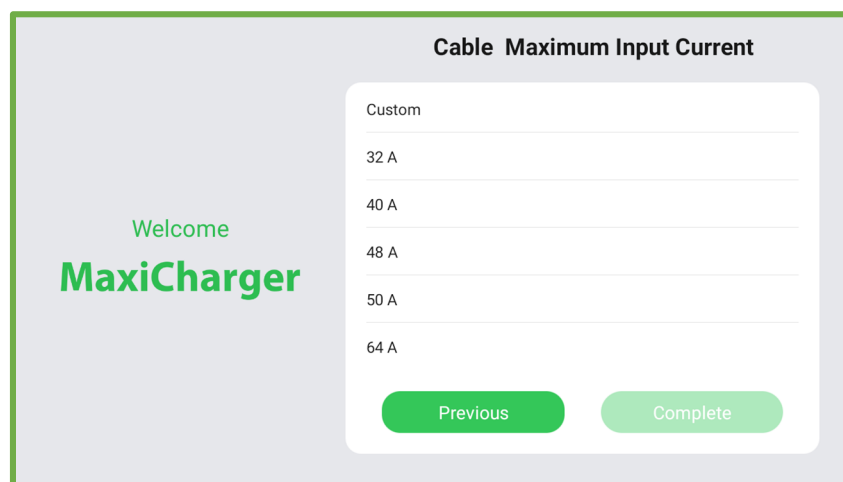 Cable Maximum Input Current
Custom
32 A
40 A
48 A
50 A
64 A
Welcome
MaxiCharger
Previous
Complete